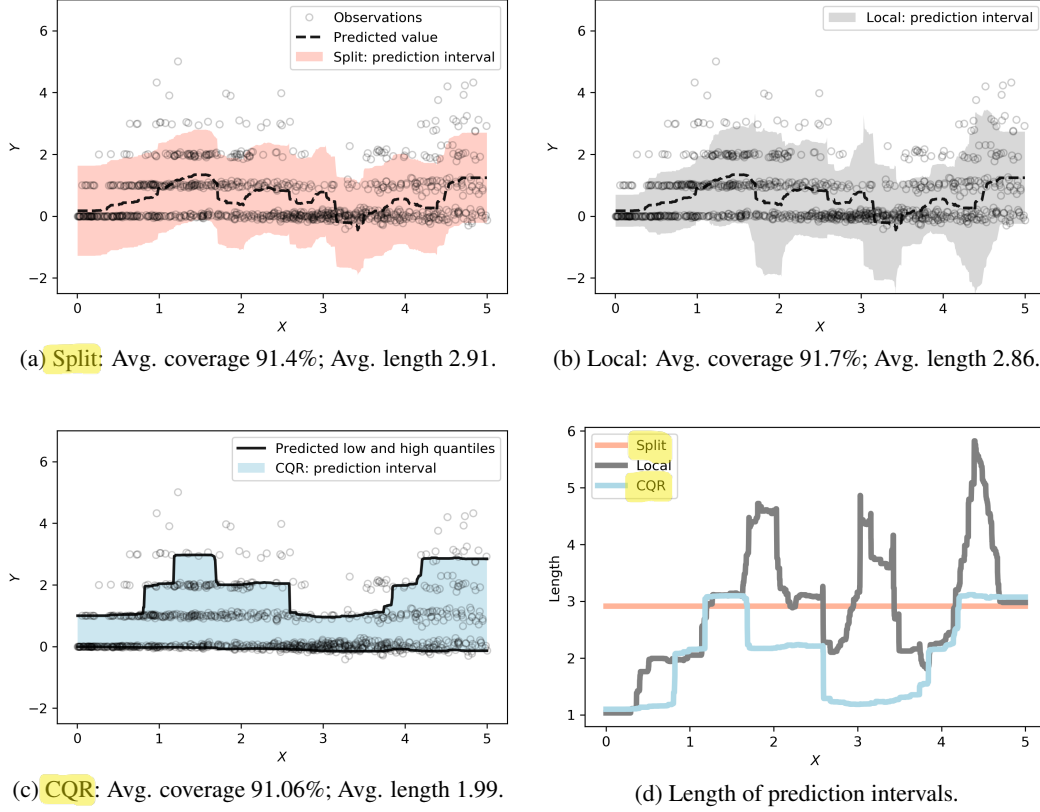 Observations
Predicted value
Split: prediction interval
6
4
2
0
−2
Y
0 1 2 3 4 5
X
(a) Split: Avg. coverage 91.4%; Avg. length 2.91.
Local: prediction interval
6
4
2
0
−2
Y
0 1 2 3 4 5
X
(b) Local: Avg. coverage 91.7%; Avg. length 2.86.
Predicted low and high quantiles
CQR: prediction interval
6
4
2
0
−2
Y
0 1 2 3 4 5
X
(c) CQR: Avg. coverage 91.06%; Avg. length 1.99.
Split
Local
CQR
6
5
4
3
2
1
Length
0 1 2 3 4 5
X
(d) Length of prediction intervals.